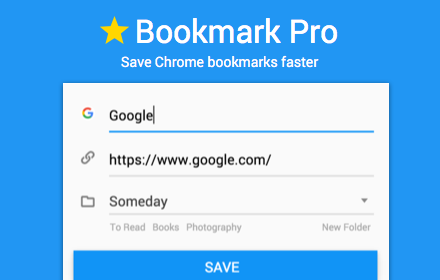 Bookmark Pro
Save Chrome bookmarks faster
Google
https://www.google.com/
Someday
To Read Books Photography New Folder
SAVE